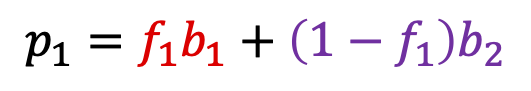 p₁ = f₁b₁ + (1 − f₁)b₂